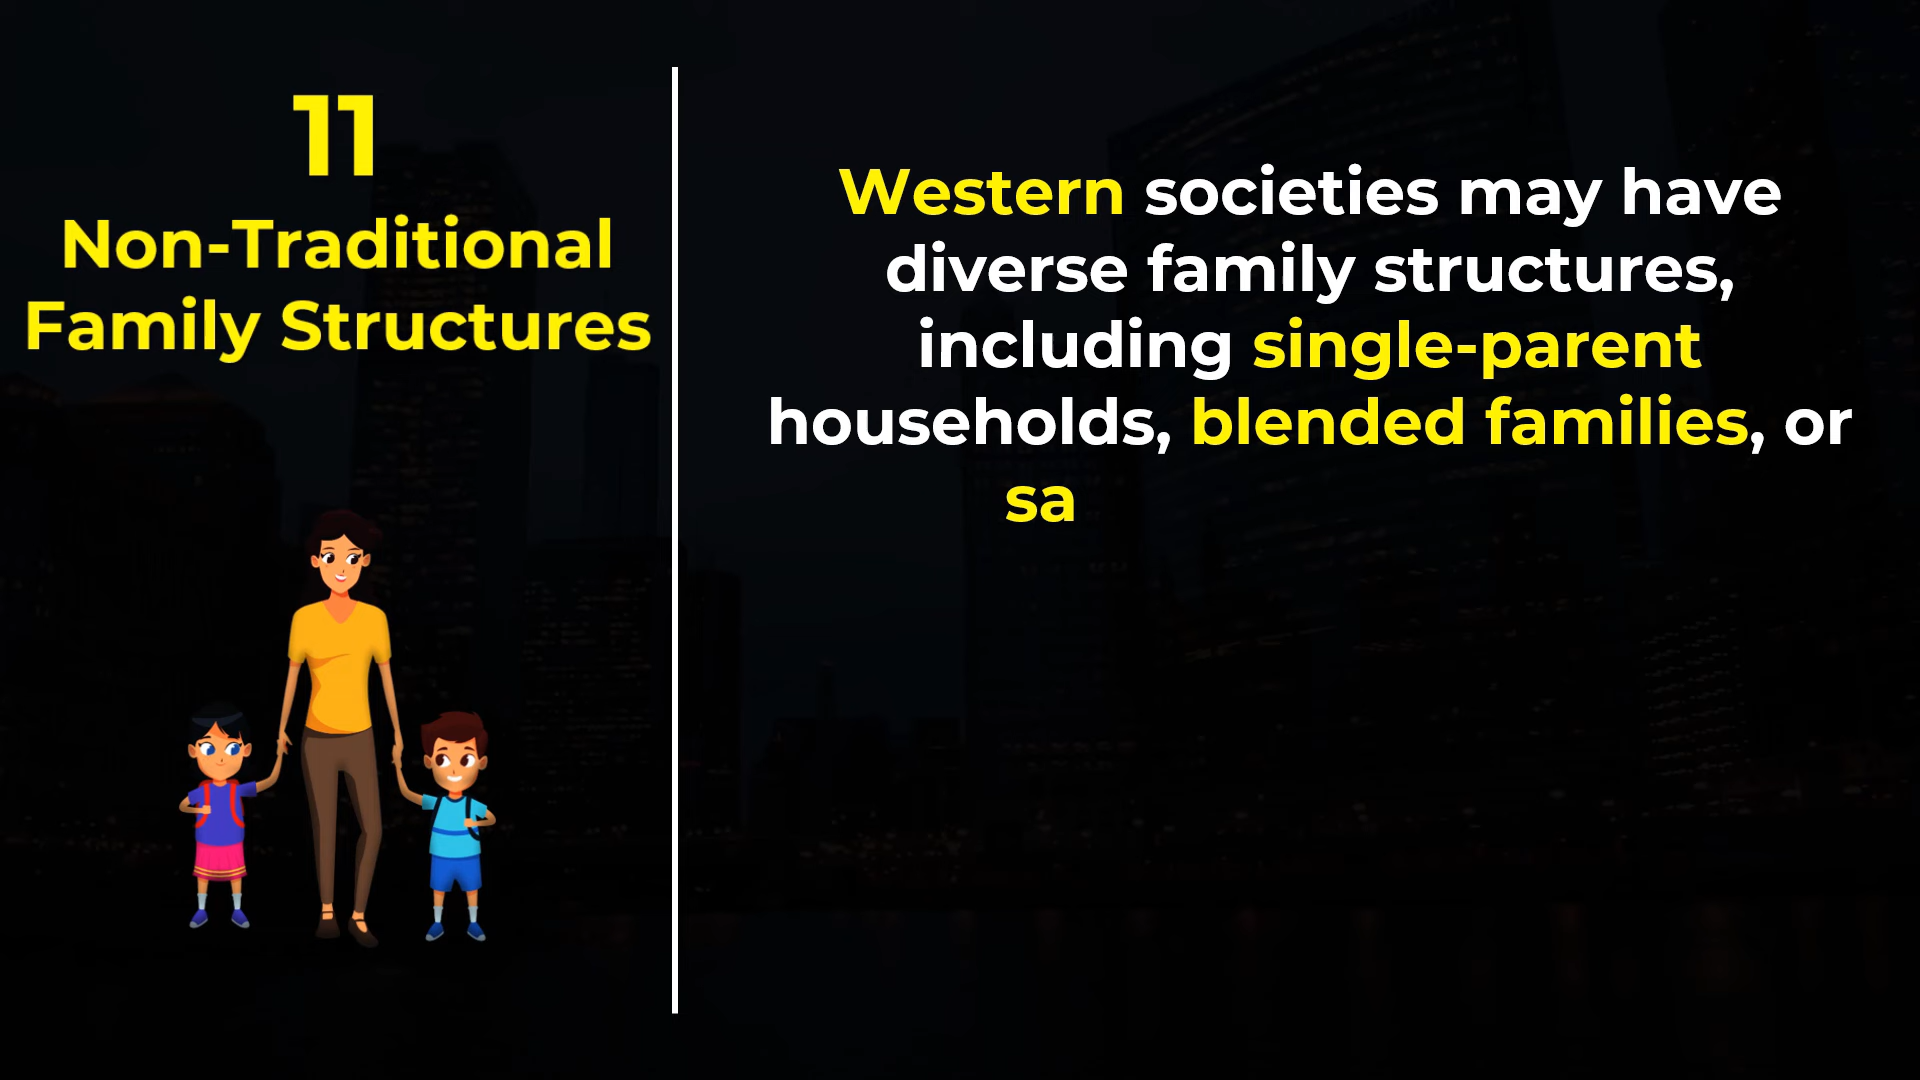 11
Non-Traditional
Family Structures
Western societies may have
diverse family structures,
including single-parent
households, blended families, or
sa